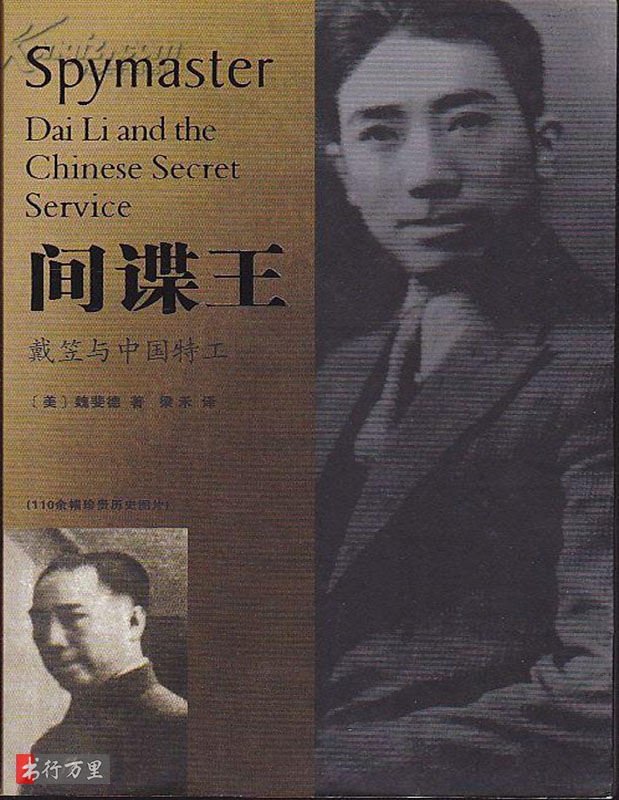 Spymaster
Dai Li and the
Chinese Secret
Service
间谍王
戴笠与中国特工
〔美〕魏斐德 著 梁禾 译
(110余幅珍贵历史图片)
书行万里